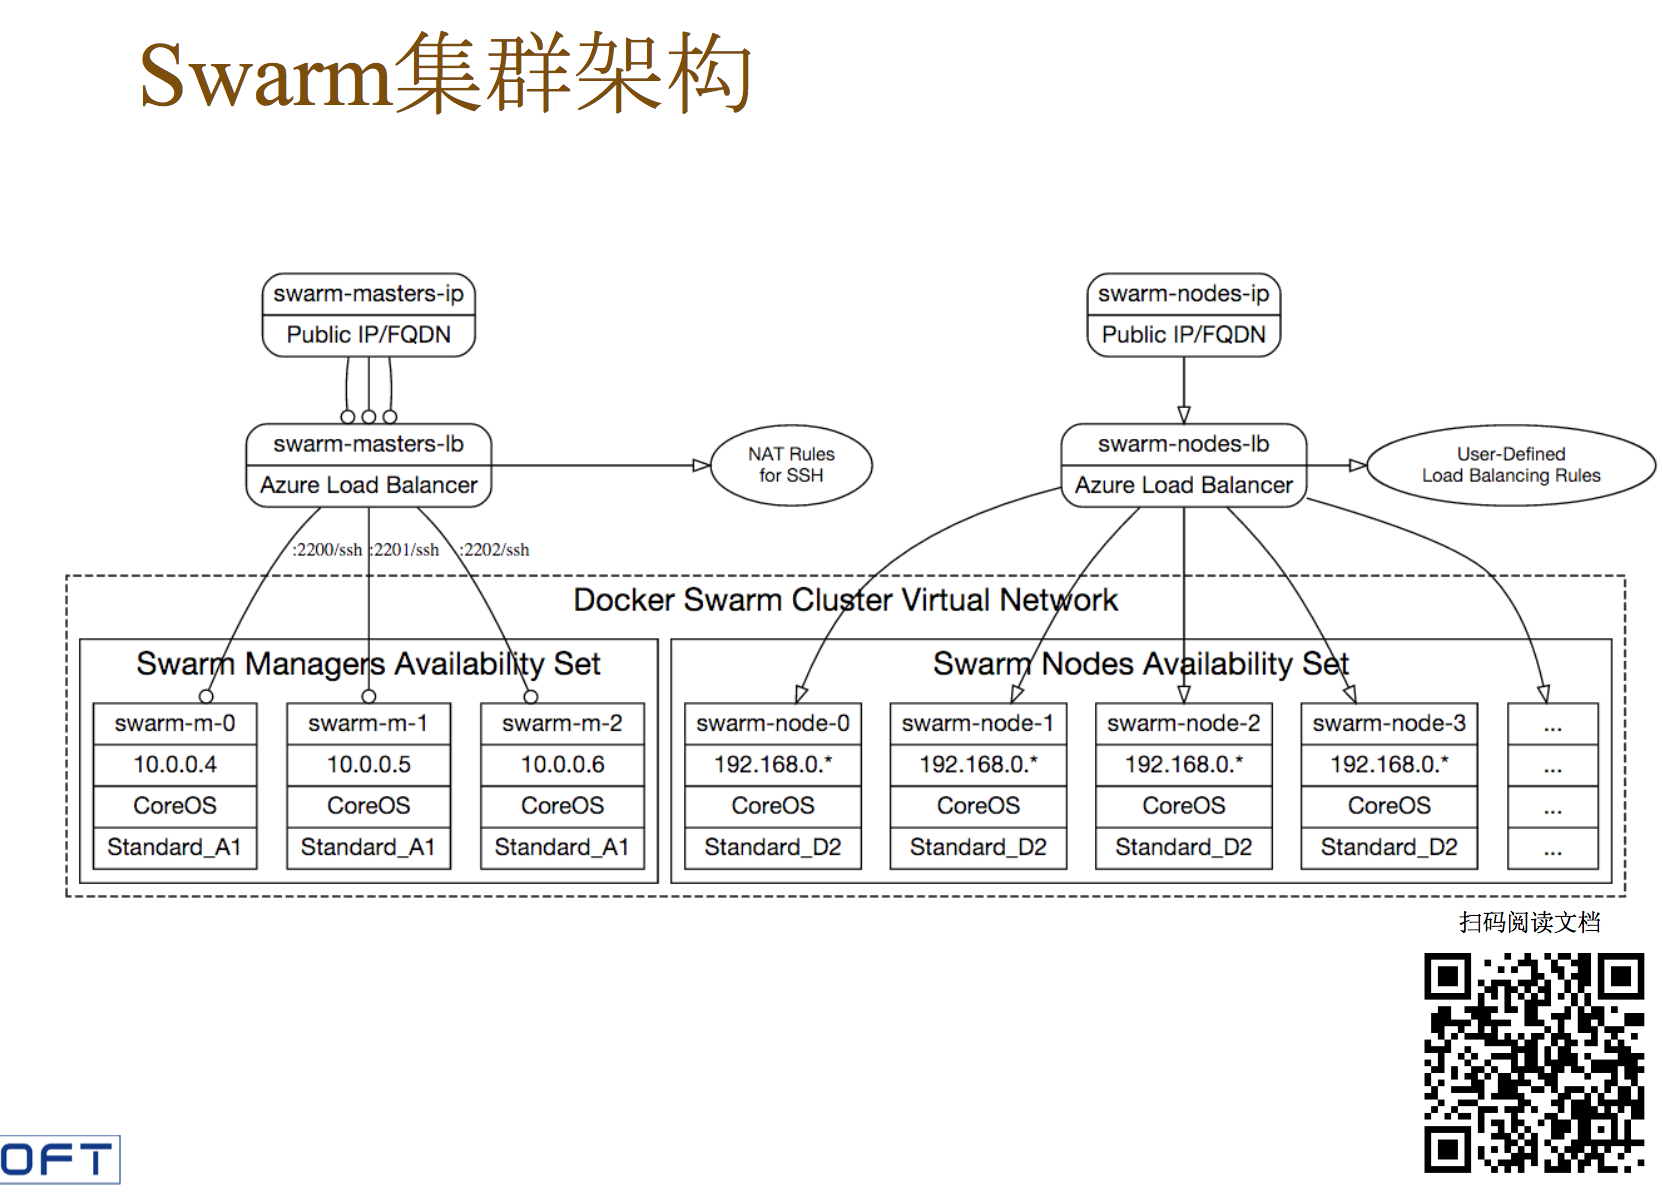 Swarm集群架构
swarm-masters-ip
Public IP/FQDN
swarm-nodes-ip
Public IP/FQDN
swarm-masters-lb
Azure Load Balancer
NAT Rules
for SSH
swarm-nodes-lb
Azure Load Balancer
User-Defined
Load Balancing Rules
:2200/ssh
:2201/ssh
:2202/ssh
Docker Swarm Cluster Virtual Network
Swarm Managers Availability Set
swarm-m-0
10.0.0.4
CoreOS
Standard_A1
swarm-m-1
10.0.0.5
CoreOS
Standard_A1
swarm-m-2
10.0.0.6
CoreOS
Standard_A1
Swarm Nodes Availability Set
swarm-node-0
192.168.0.*
CoreOS
Standard_D2
swarm-node-1
192.168.0.*
CoreOS
Standard_D2
swarm-node-2
192.168.0.*
CoreOS
Standard_D2
swarm-node-3
192.168.0.*
CoreOS
Standard_D2
...
...
...
...
扫码阅读文档
OFT